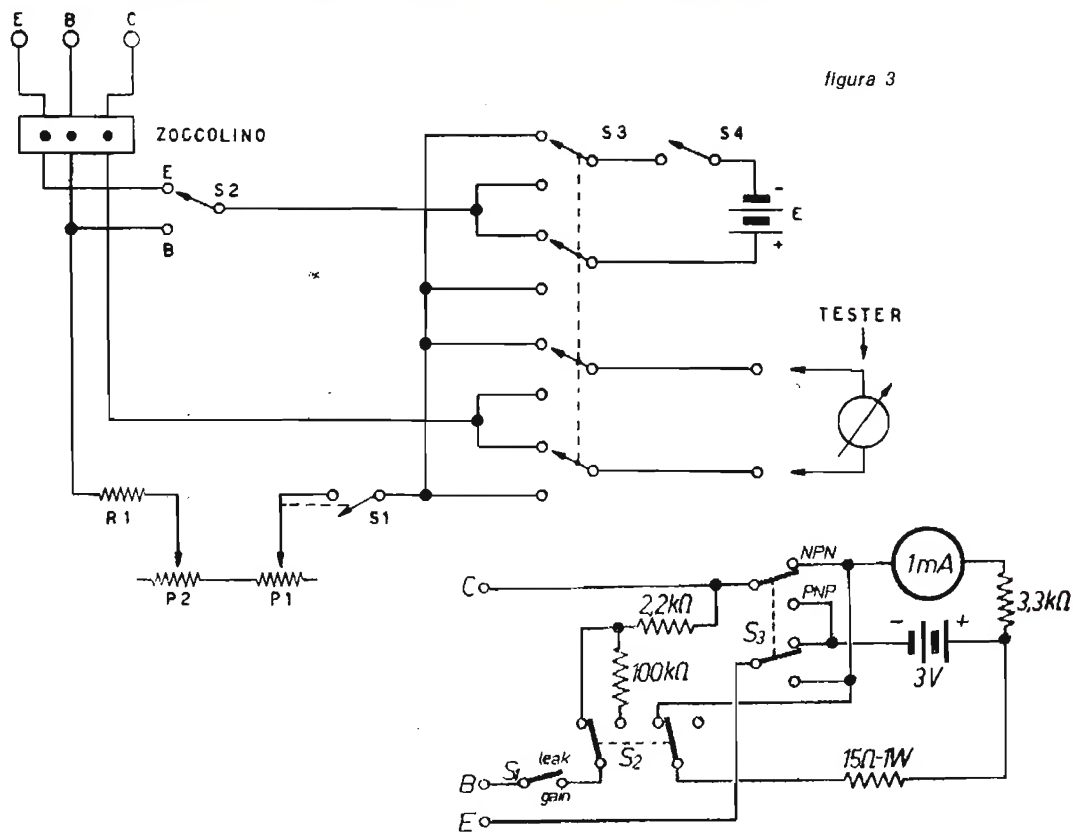 E B C
figura 3
ZOCCOLINO
S3 S4
E S2
- E
B
+
TESTER
R1
S1
P2 P1
NPN
1mA
C
PNP
2,2kΩ
3,3kΩ
S3
- +
100kΩ
3V
S2
15Ω-1W
leak
B S1
gain
E